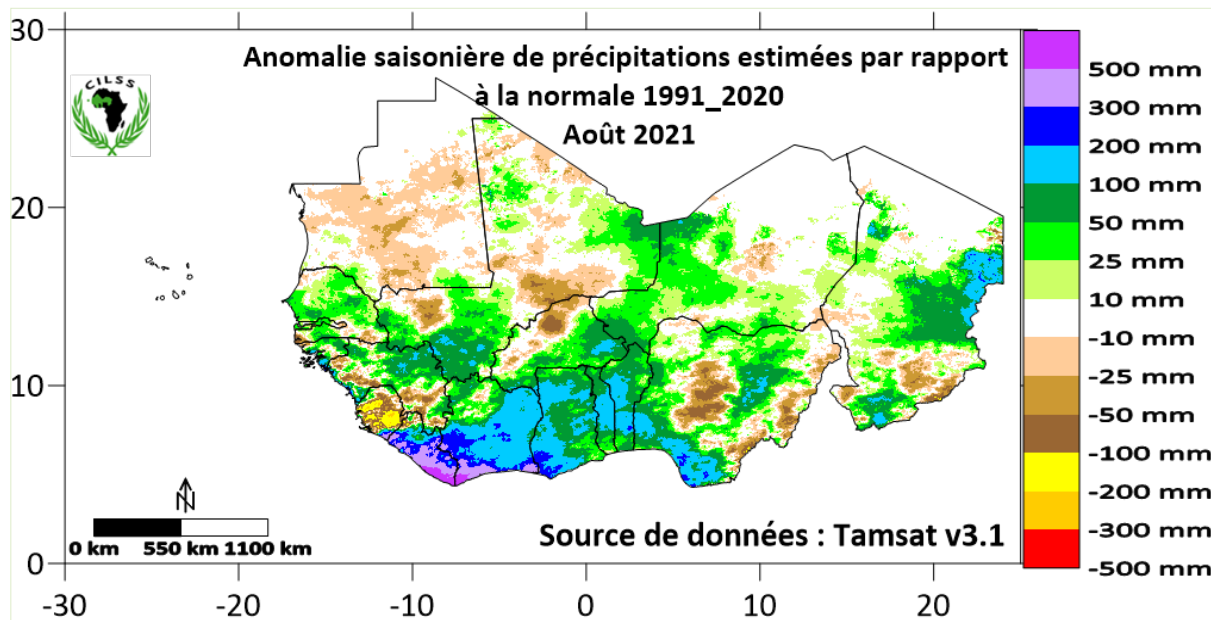 Anomalie saisonière de précipitations estimées par rapport
à la normale 1991_2020
Août 2021
CILSS
30
20
10
0
-30
-20
-10
0
10
20
N
0 km 550 km 1100 km
Source de données : Tamsat v3.1
500 mm
300 mm
200 mm
100 mm
50 mm
25 mm
10 mm
-10 mm
-25 mm
-50 mm
-100 mm
-200 mm
-300 mm
-500 mm